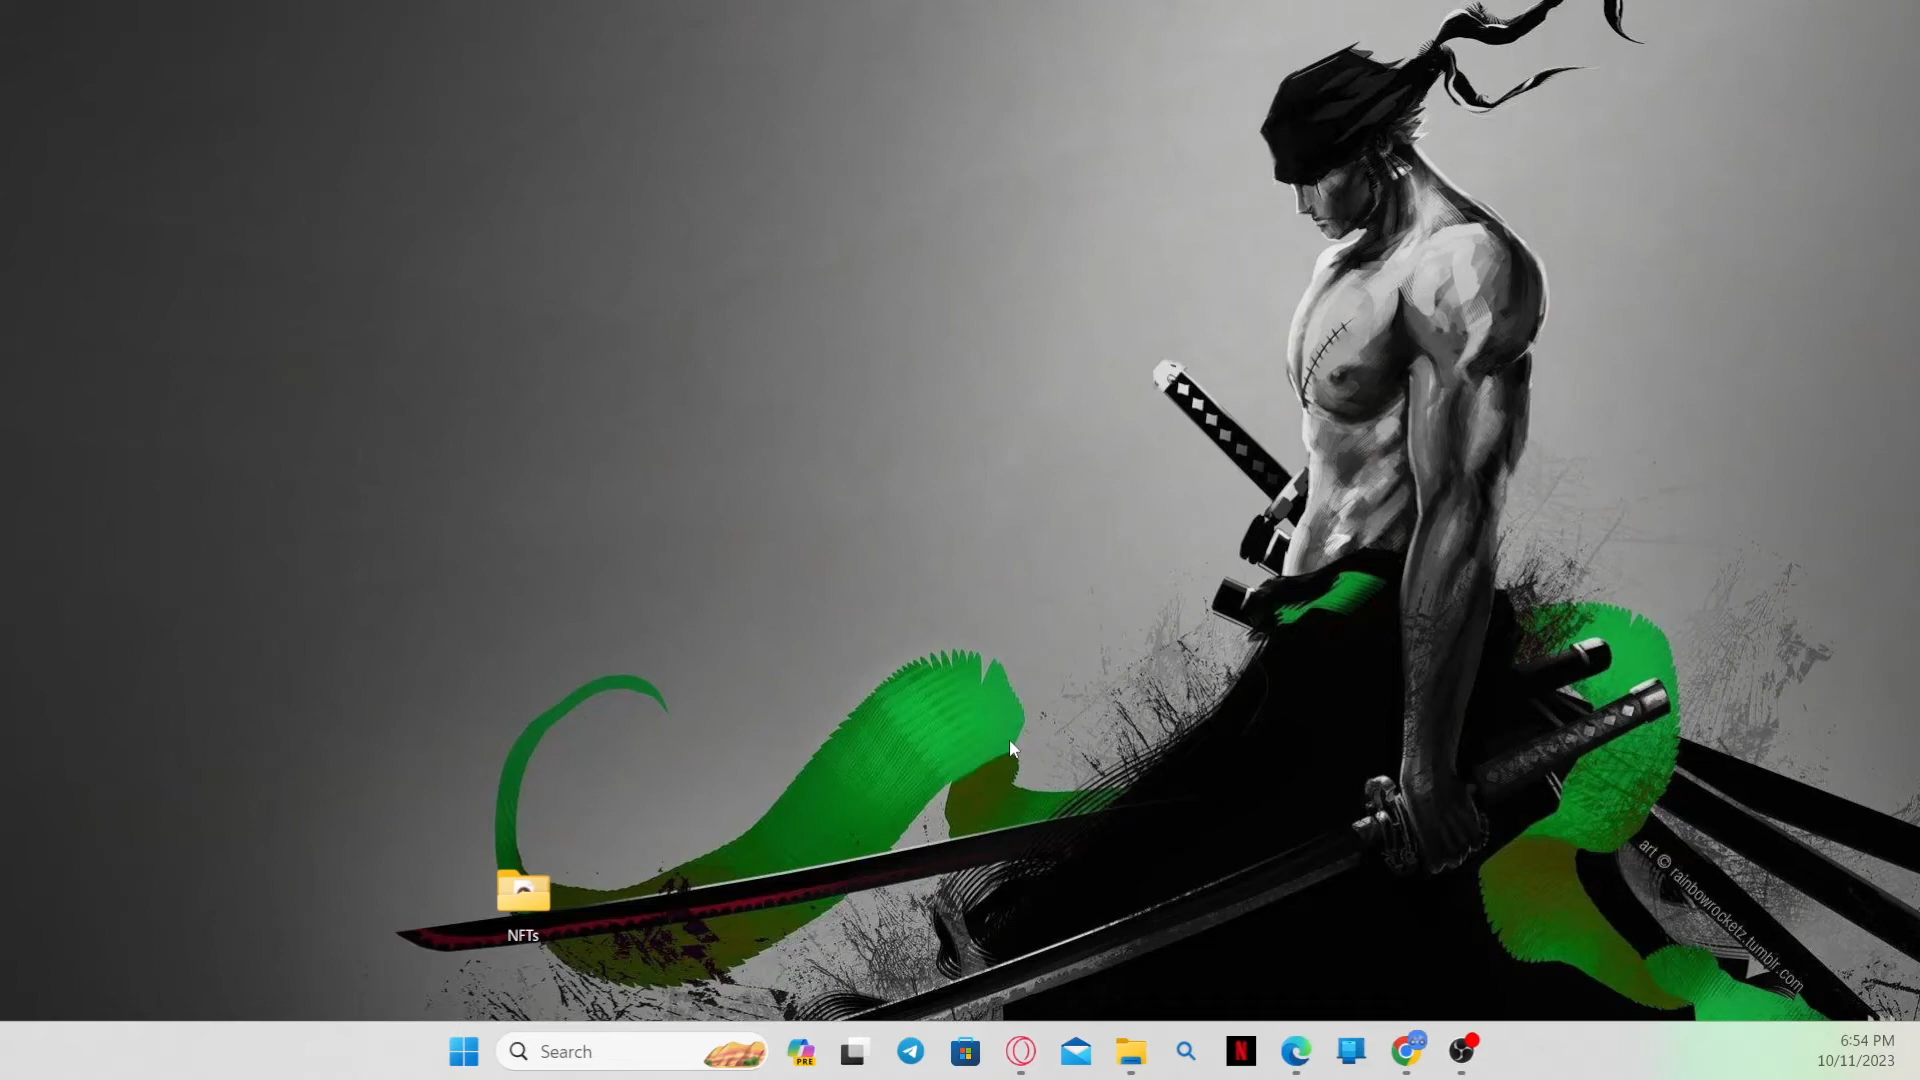 art © rainbowrocketz.tumblr.com
NFTs
Search
PRE
N
6:54 PM
10/11/2023